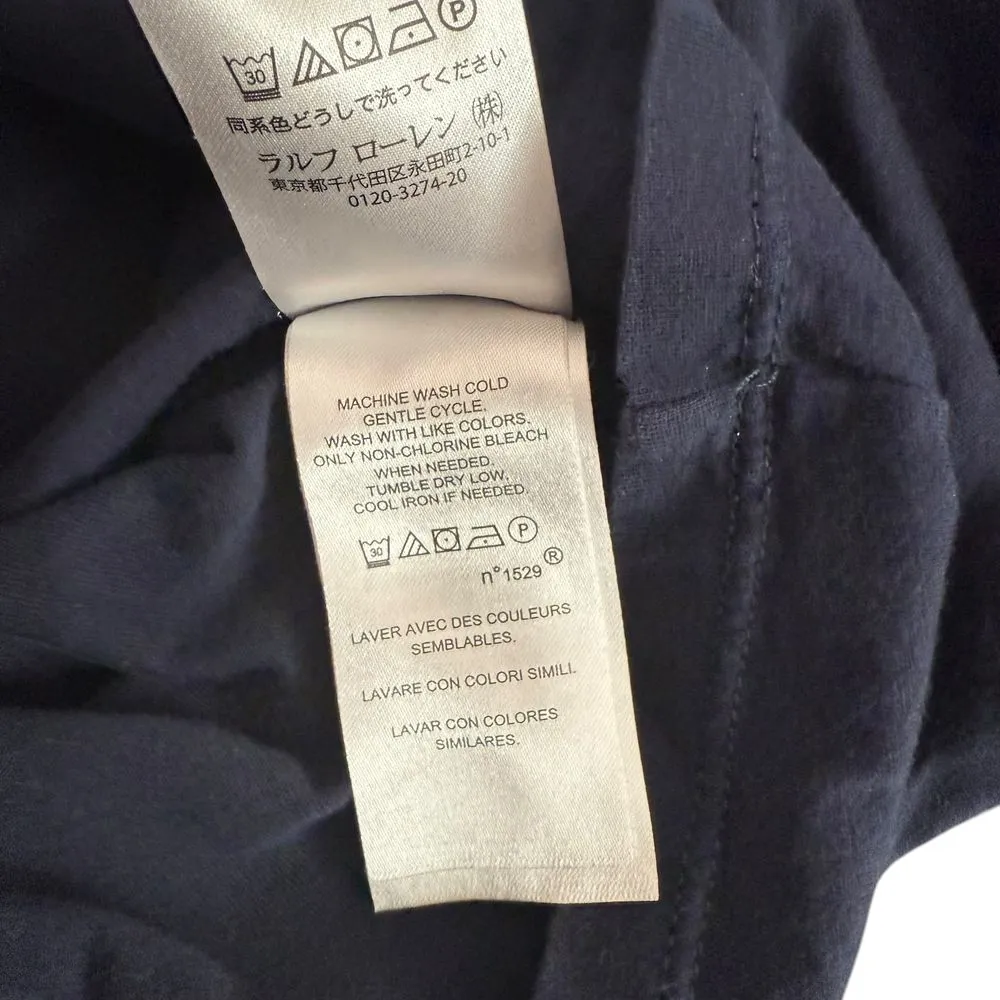 30 P
同系色どうしで洗ってください
ラルフ ローレン (株)
東京都千代田区永田町2-10-1
0120-3274-20
MACHINE WASH COLD
GENTLE CYCLE.
WASH WITH LIKE COLORS.
ONLY NON-CHLORINE BLEACH
WHEN NEEDED.
TUMBLE DRY LOW.
COOL IRON IF NEEDED.
30 P
n°1529®
LAVER AVEC DES COULEURS
SEMBLABLES.
LAVARE CON COLORI SIMILI.
LAVAR CON COLORES
SIMILARES.